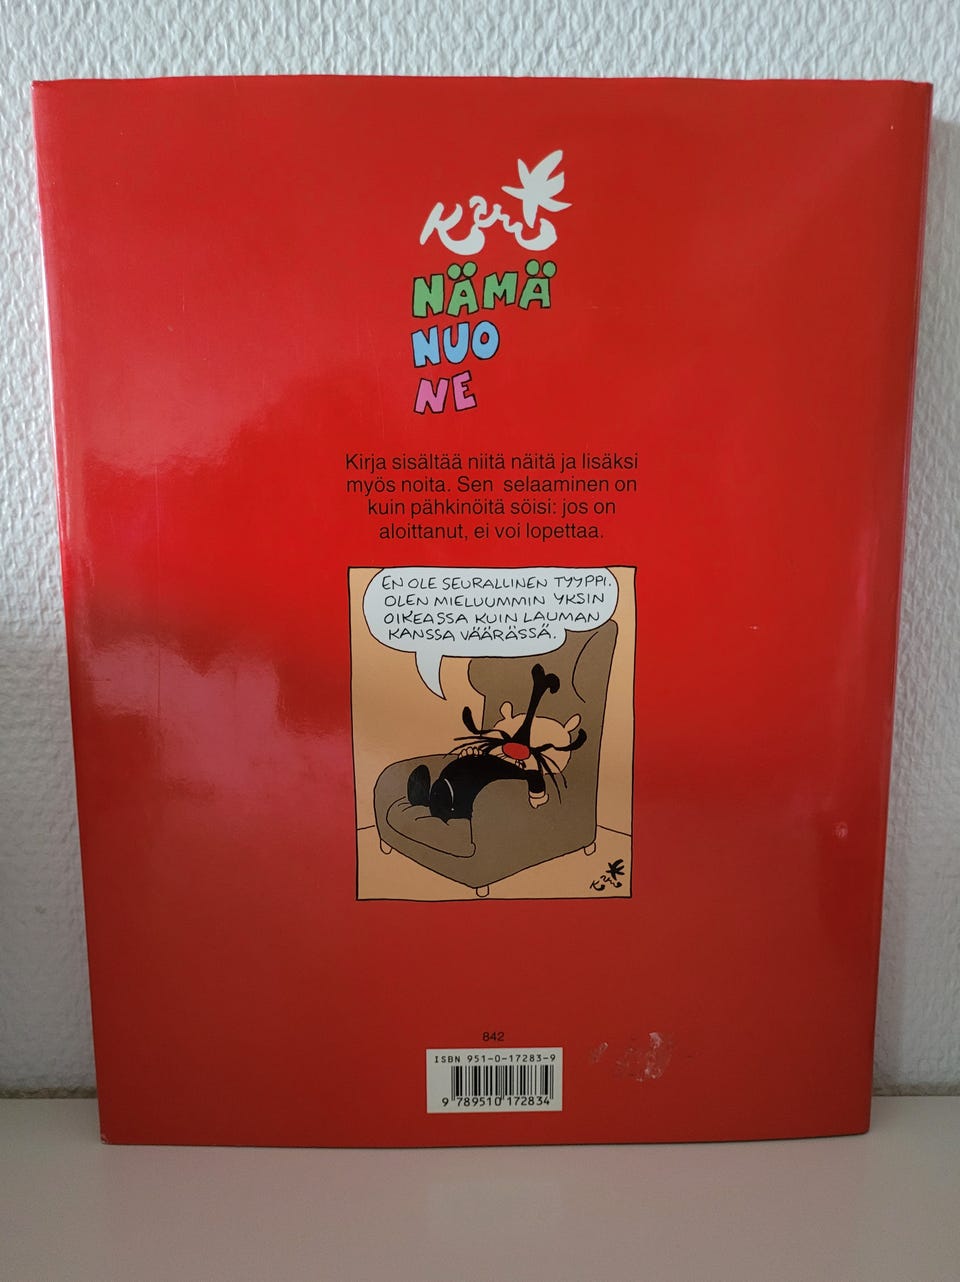 Kari
NÄMÄ
NUO
NE
Kirja sisältää niitä näitä ja lisäksi
myös noita. Sen selaaminen on
kuin pähkinöitä söisi: jos on
aloittanut, ei voi lopettaa.
EN OLE SEURALLINEN TYYPPI.
OLEN MIELUUMMIN YKSIN
OIKEASSA KUIN LAUMAN
KANSSA VÄÄRÄSSÄ.
Kari
842
ISBN 951-0-17283-9
9 789510 172834